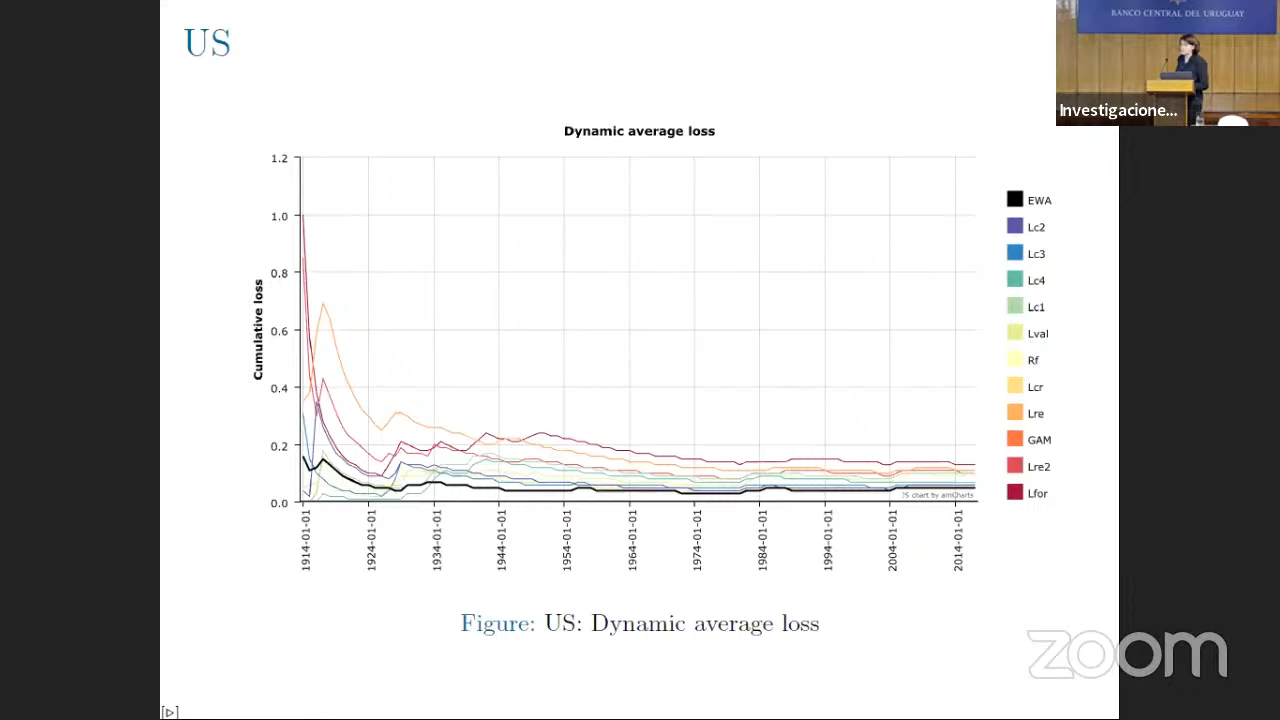 US
BANCO CENTRAL DEL URUGUAY
Investigacione...
Dynamic average loss
Cumulative loss
1.2
1.0
0.8
0.6
0.4
0.2
0.0
1914-01-01
1924-01-01
1934-01-01
1944-01-01
1954-01-01
1964-01-01
1974-01-01
1984-01-01
1994-01-01
2004-01-01
2014-01-01
JS chart by amCharts
EWA
Lc2
Lc3
Lc4
Lc1
Lval
Rf
Lcr
Lre
GAM
Lre2
Lfor
Figure: US: Dynamic average loss
zoom